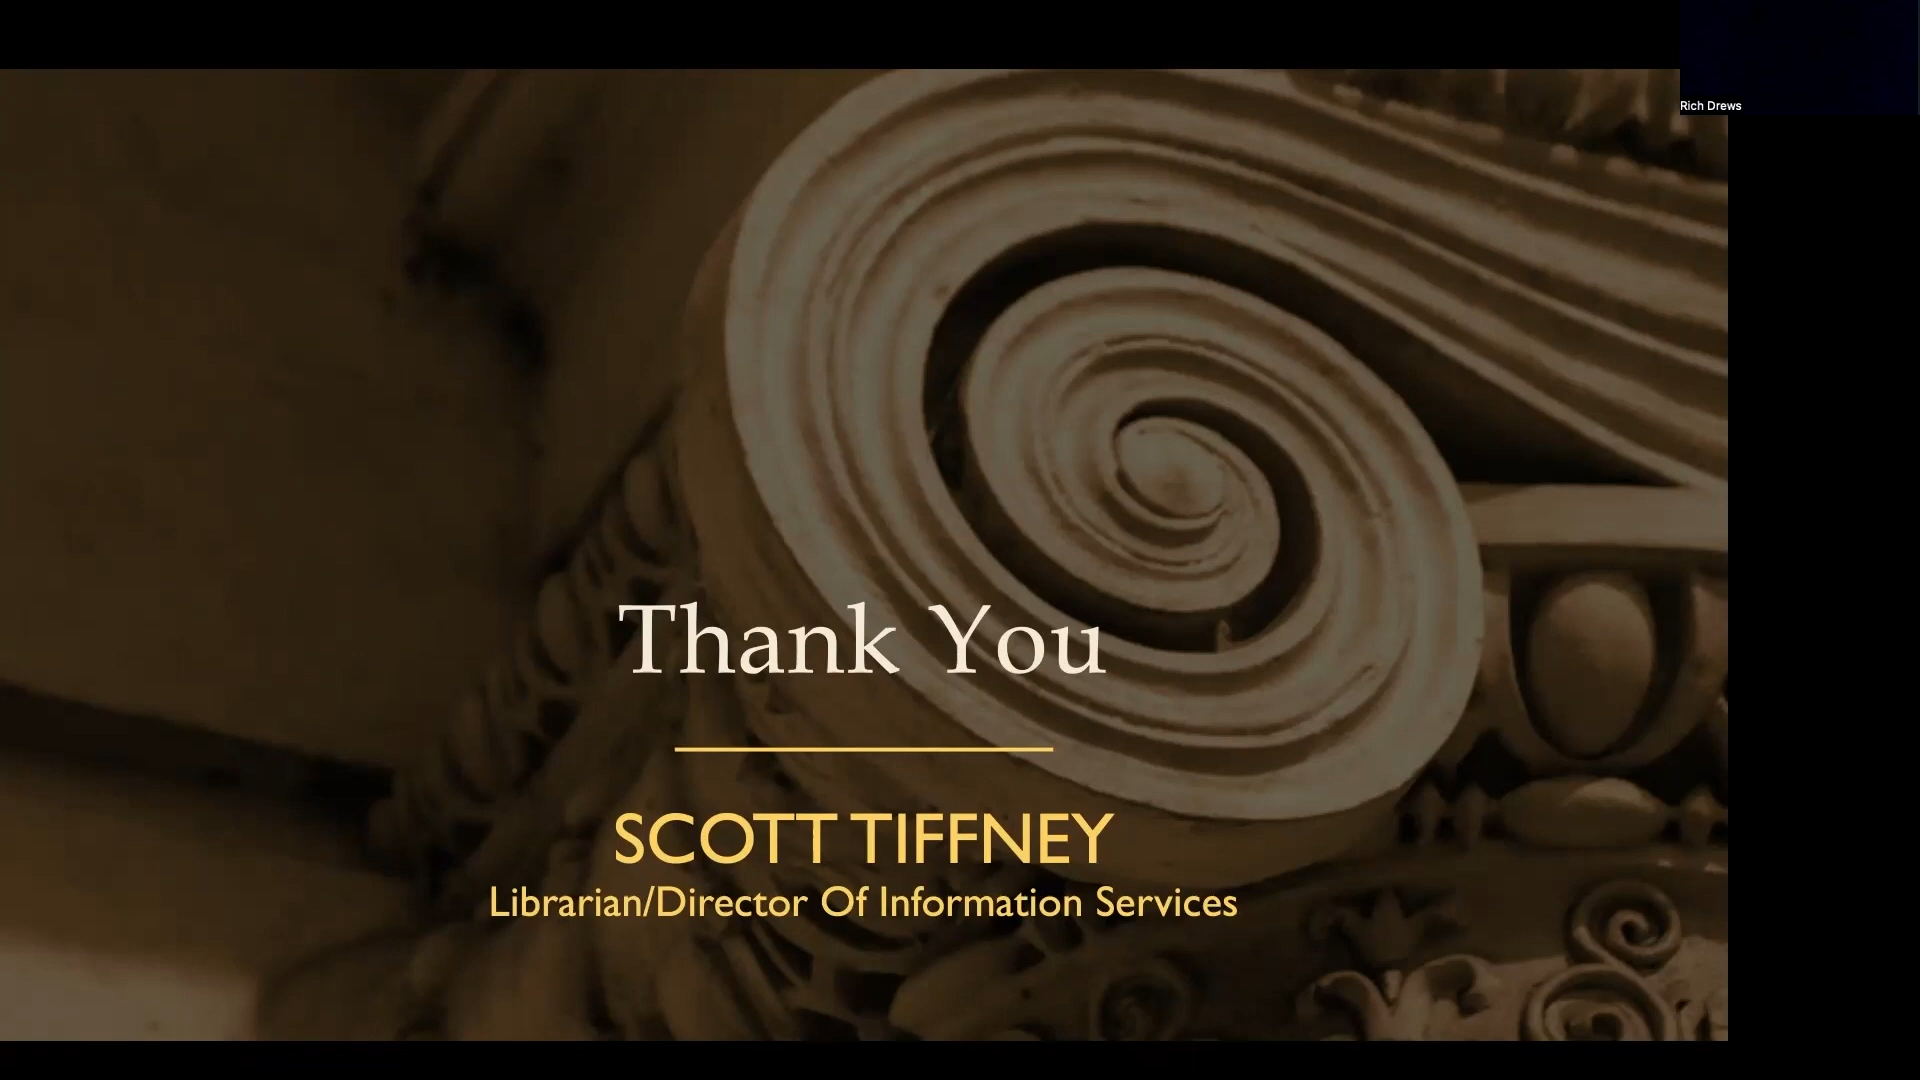 Rich Drews
Thank You
SCOTT TIFFNEY
Librarian/Director Of Information Services